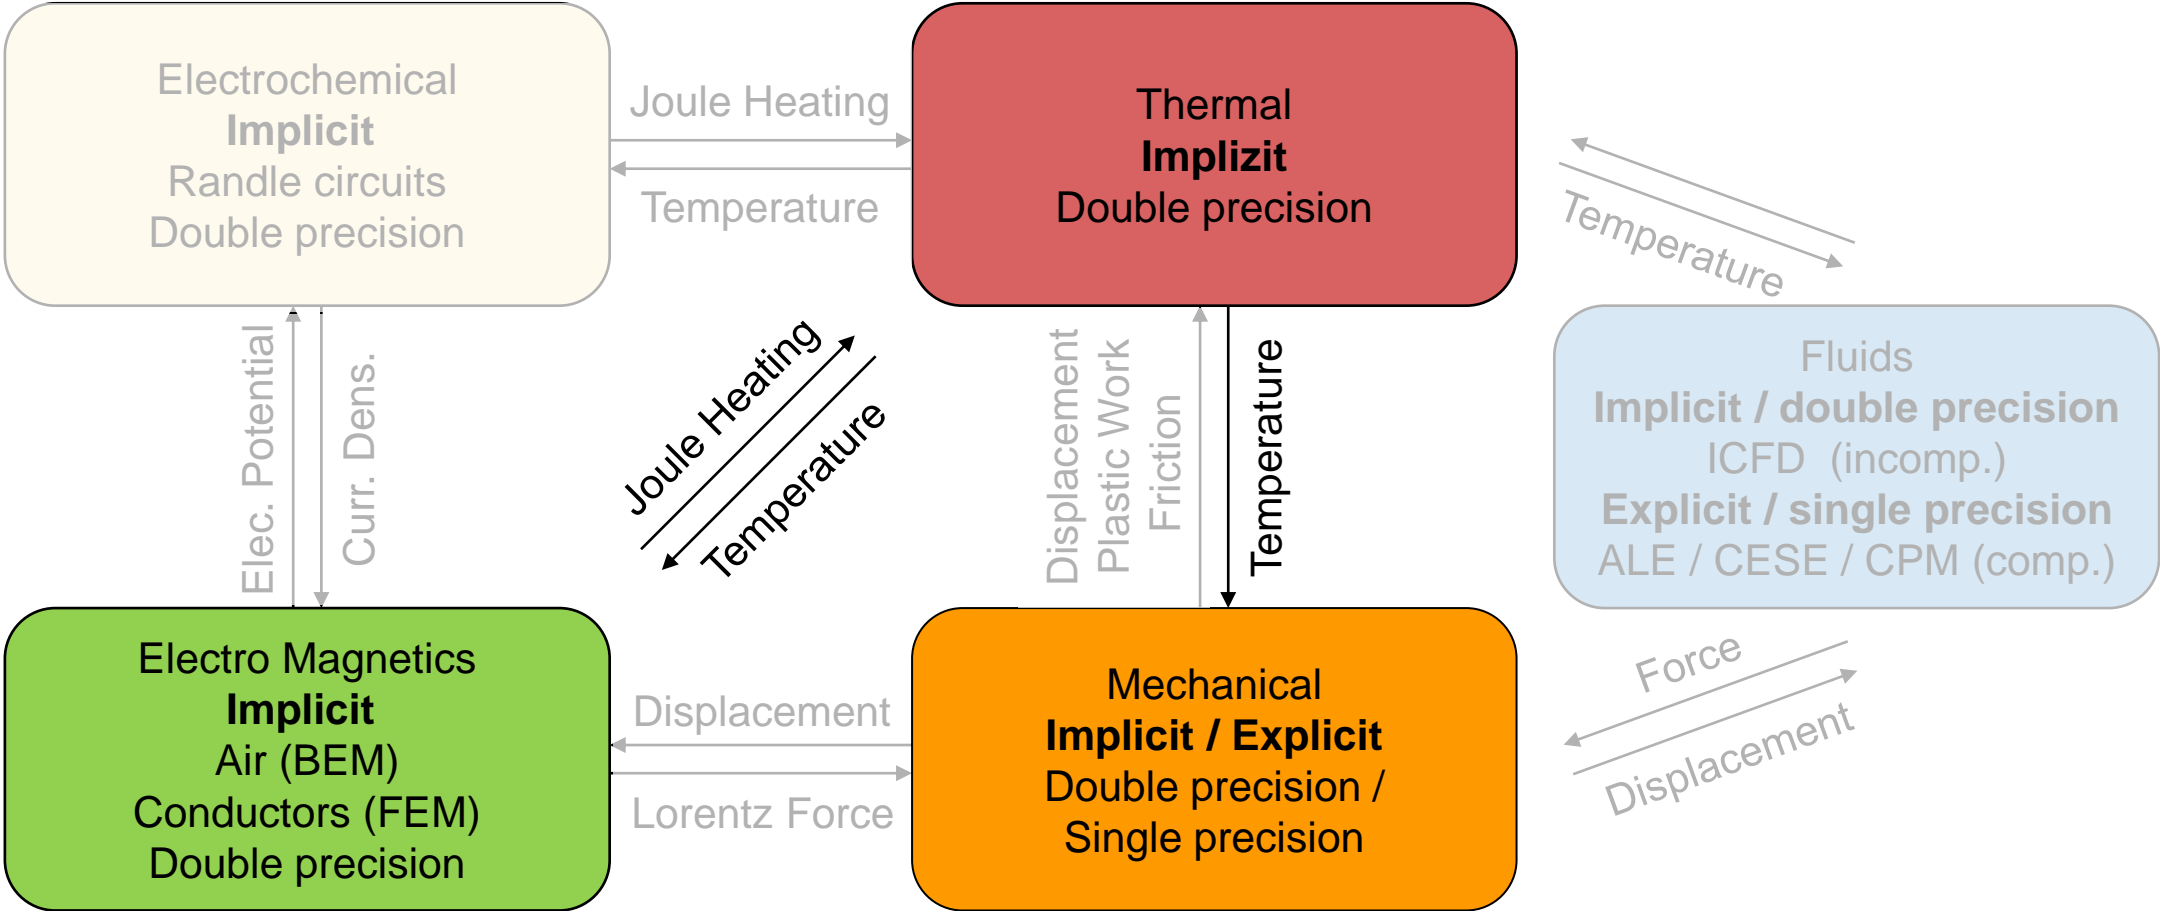 Electrochemical
Implicit
Randle circuits
Double precision
Joule Heating
Temperature
Thermal
Implizit
Double precision
Temperature
Elec. Potential
Curr. Dens.
Joule Heating
Temperature
Displacement
Plastic Work
Friction
Temperature
Fluids
Implicit / double precision
ICFD (incomp.)
Explicit / single precision
ALE / CESE / CPM (comp.)
Electro Magnetics
Implicit
Air (BEM)
Conductors (FEM)
Double precision
Displacement
Lorentz Force
Mechanical
Implicit / Explicit
Double precision /
Single precision
Force
Displacement